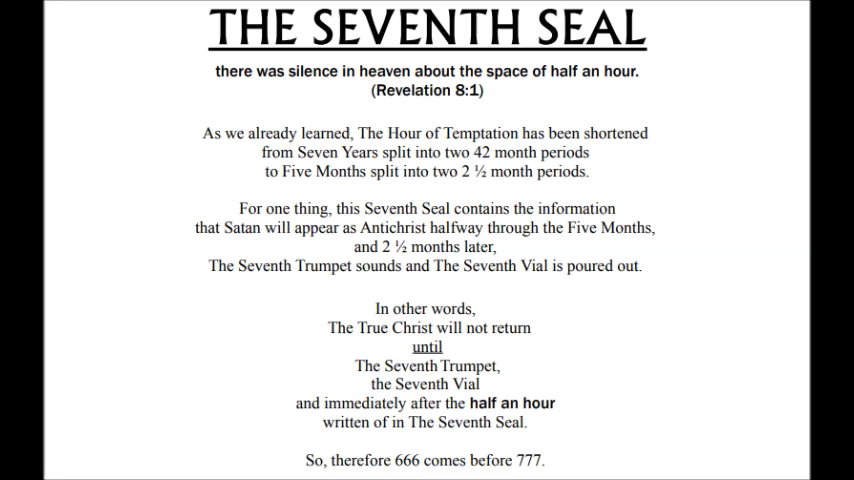 THE SEVENTH SEAL
there was silence in heaven about the space of half an hour.
(Revelation 8:1)
As we already learned, The Hour of Temptation has been shortened
from Seven Years split into two 42 month periods
to Five Months split into two 2 ½ month periods.
For one thing, this Seventh Seal contains the information
that Satan will appear as Antichrist halfway through the Five Months,
and 2 ½ months later,
The Seventh Trumpet sounds and The Seventh Vial is poured out.
In other words,
The True Christ will not return
until
The Seventh Trumpet,
the Seventh Vial
and immediately after the half an hour
written of in The Seventh Seal.
So, therefore 666 comes before 777.